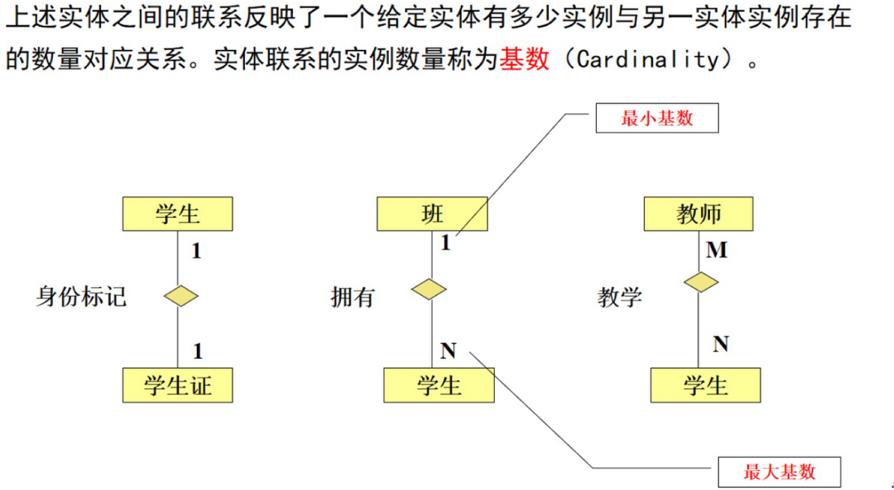 上述实体之间的联系反映了一个给定实体有多少实例与另一实体实例存在
的数量对应关系。实体联系的实例数量称为基数（Cardinality）。
最小基数
学生
班
教师
1
1
M
身份标记
拥有
教学
1
N
N
学生证
学生
学生
最大基数